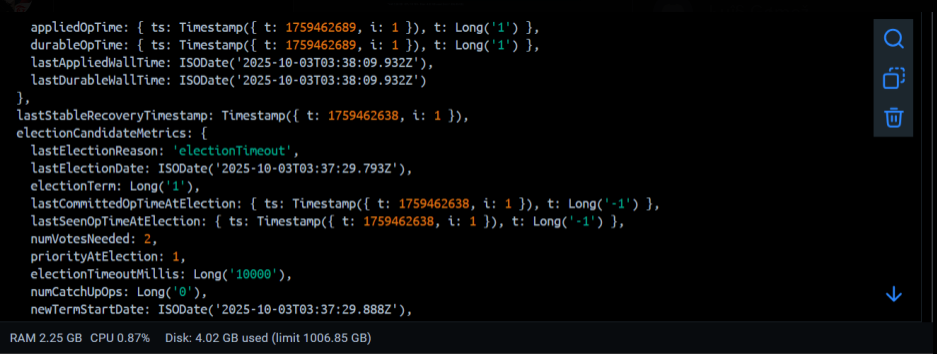 appliedOpTime: { ts: Timestamp({ t: 1759462689, i: 1 }), t: Long('1') },
durableOpTime: { ts: Timestamp({ t: 1759462689, i: 1 }), t: Long('1') },
lastAppliedWallTime: ISODate('2025-10-03T03:38:09.932Z'),
lastDurableWallTime: ISODate('2025-10-03T03:38:09.932Z')
},
lastStableRecoveryTimestamp: Timestamp({ t: 1759462638, i: 1 }),
electionCandidateMetrics: {
lastElectionReason: 'electionTimeout',
lastElectionDate: ISODate('2025-10-03T03:37:29.793Z'),
electionTerm: Long('1'),
lastCommittedOpTimeAtElection: { ts: Timestamp({ t: 1759462638, i: 1 }), t: Long('-1') },
lastSeenOpTimeAtElection: { ts: Timestamp({ t: 1759462638, i: 1 }), t: Long('-1') },
numVotesNeeded: 2,
priorityAtElection: 1,
electionTimeoutMillis: Long('10000'),
numCatchUpOps: Long('0'),
newTermStartDate: ISODate('2025-10-03T03:37:29.888Z'),
RAM 2.25 GB CPU 0.87% Disk: 4.02 GB used (limit 1006.85 GB)